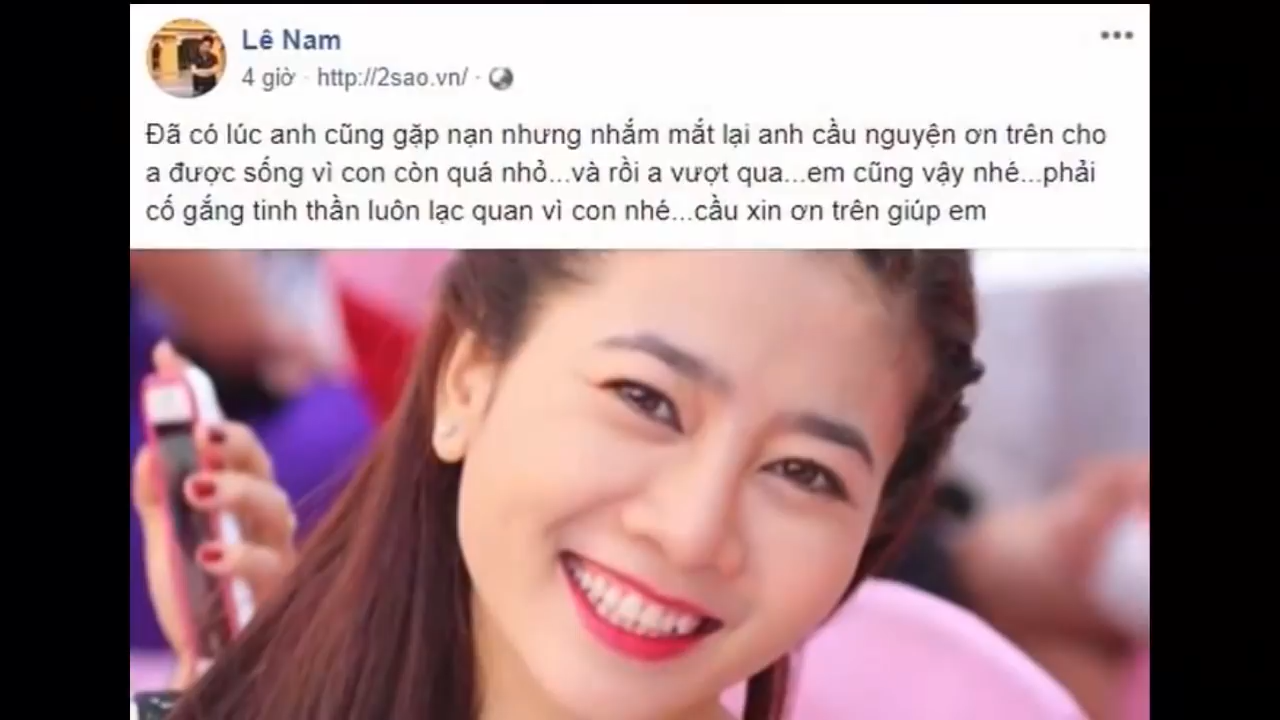 Lê Nam
4 giờ · http://2sao.vn/ ·
Đã có lúc anh cũng gặp nạn nhưng nhắm mắt lại anh cầu nguyện ơn trên cho
a được sống vì con còn quá nhỏ...và rồi a vượt qua...em cũng vậy nhé...phải
cố gắng tinh thần luôn lạc quan vì con nhé...cầu xin ơn trên giúp em